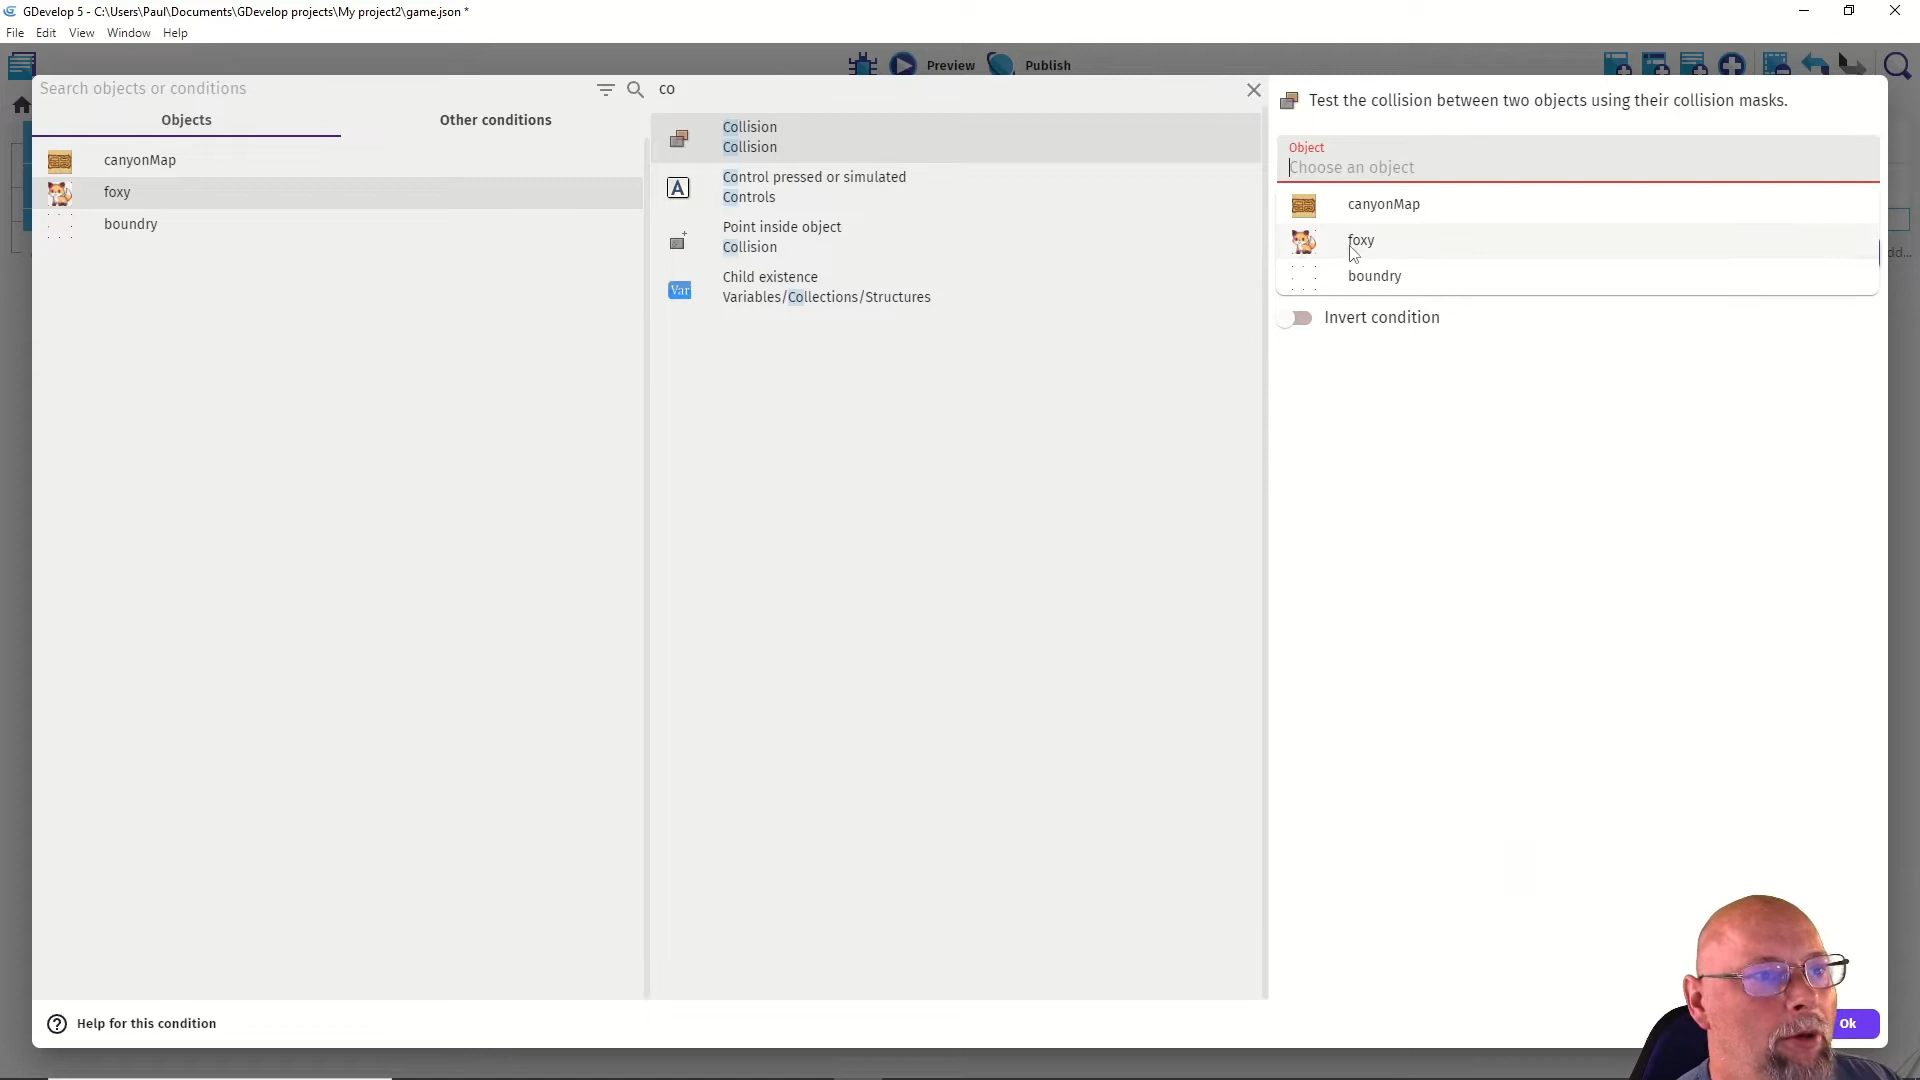 GDevelop 5 - C:\Users\Paul\Documents\GDevelop projects\My project2\game.json *
File Edit View Window Help
Preview Publish
Search objects or conditions
co
Objects
Other conditions
canyonMap
foxy
boundry
Collision
Collision
Control pressed or simulated
Controls
Point inside object
Collision
Child existence
Var
Variables/Collections/Structures
A
Test the collision between two objects using their collision masks.
Object
Choose an object
canyonMap
foxy
boundry
dd...
Invert condition
Help for this condition
Ok